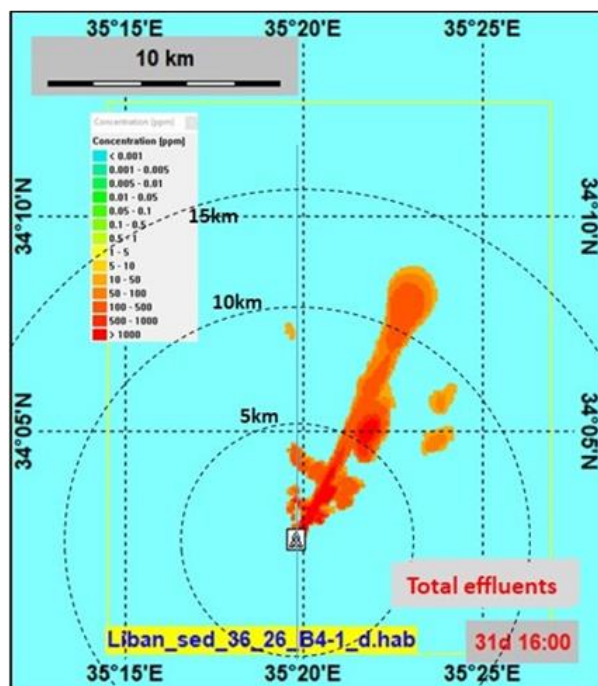 35°15'E 35°20'E 35°25'E
10 km
Concentration (ppm)
Concentration (ppm)
< 0.001
0.001 - 0.005
0.005 - 0.01
0.01 - 0.05
0.05 - 0.1
0.1 - 0.5
0.5 - 1
1 - 5
5 - 10
10 - 50
50 - 100
100 - 500
500 - 1000
> 1000
34°10'N 34°10'N
15km
10km
5km
34°05'N 34°05'N
Total effluents
Liban_sed_36_26_B4-1_d.hab
31d 16:00
35°15'E 35°20'E 35°25'E